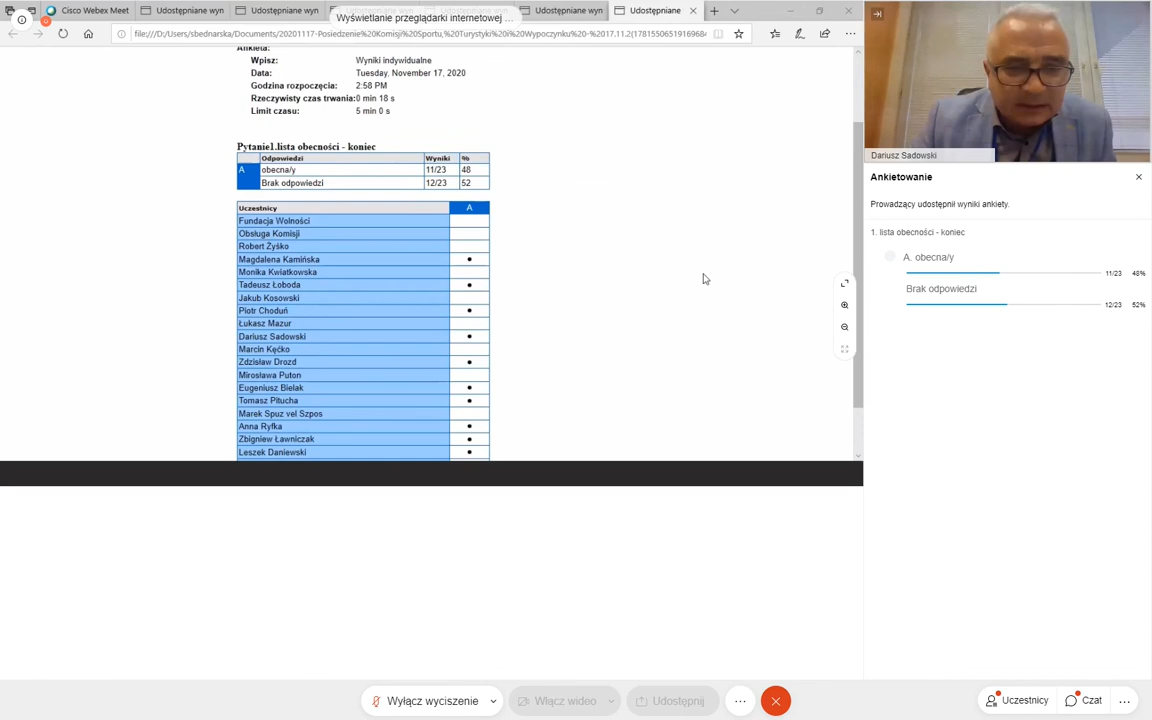 Cisco Webex Meet
Udostępniane wyn
Udostępniane wyn
Udostępniane wyn
Udostępniane
Wyświetlanie przeglądarki internetowej ...
file:///D:/Users/sbednarska/Documents/20201117-Posiedzenie%20Komisji%20Sportu,%20Turystyki%20i%20Wypoczynku%20-%2017.11.2(17815506519169684
Ankieta:
Wpisz: Wyniki indywidualne
Data: Tuesday, November 17, 2020
Godzina rozpoczęcia: 2:58 PM
Rzeczywisty czas trwania:0 min 18 s
Limit czasu: 5 min 0 s
Pytanie1.lista obecności - koniec
Odpowiedzi Wyniki %
A obecna/y 11/23 48
Brak odpowiedzi 12/23 52
Uczestnicy A
Fundacja Wolności
Obsługa Komisji
Robert Żyśko
Magdalena Kamińska •
Monika Kwiatkowska
Tadeusz Łoboda •
Jakub Kosowski
Piotr Choduń •
Łukasz Mazur
Dariusz Sadowski •
Marcin Kęćko
Zdzisław Drozd •
Mirosława Puton
Eugeniusz Bielak •
Tomasz Pitucha •
Marek Spuz vel Szpos
Anna Ryfka •
Zbigniew Ławniczak •
Leszek Daniewski •
Dariusz Sadowski
Ankietowanie
Prowadzący udostępnił wyniki ankiety.
1. lista obecności - koniec
A. obecna/y
11/23 48%
Brak odpowiedzi
12/23 52%
Wyłącz wyciszenie
Włącz wideo
Udostępnij
Uczestnicy
Czat